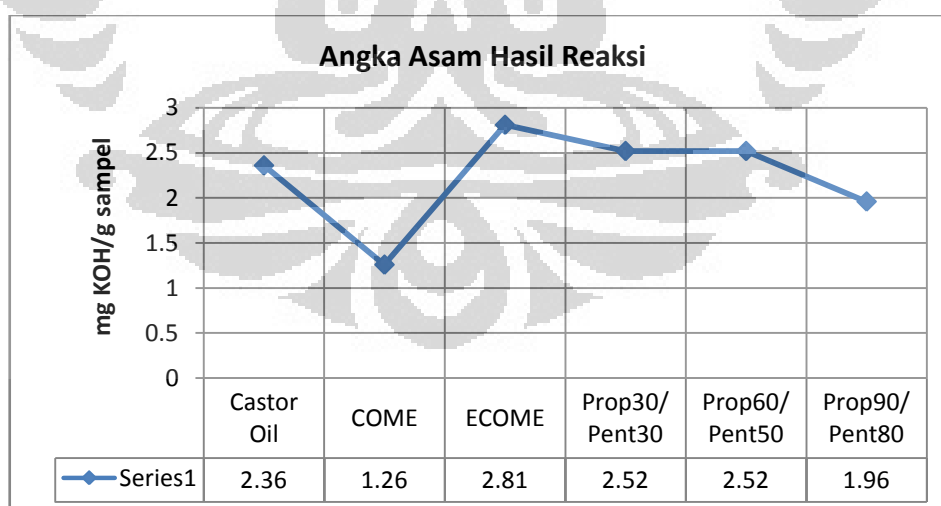 Angka Asam Hasil Reaksi
mg KOH/g sampel
3
2.5
2
1.5
1
0.5
0
Castor Oil COME ECOME Prop30/ Pent30 Prop60/ Pent50 Prop90/ Pent80
Series1 2.36 1.26 2.81 2.52 2.52 1.96